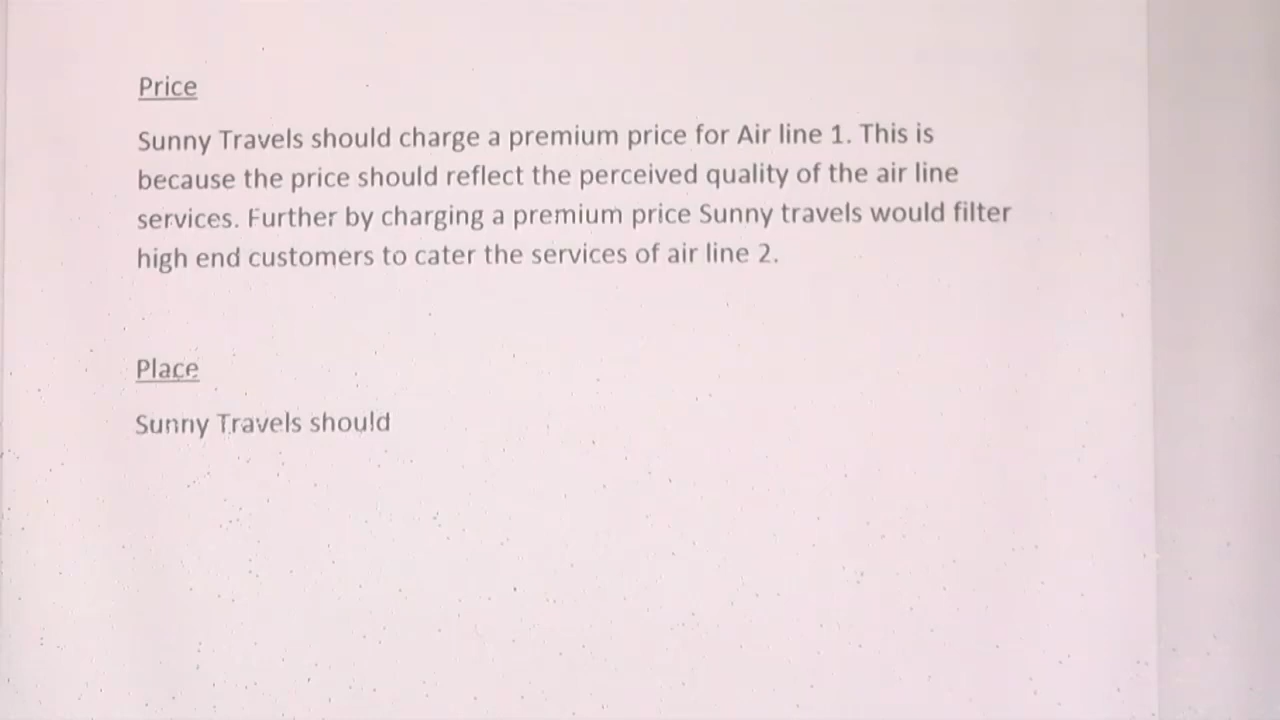 Price
Sunny Travels should charge a premium price for Air line 1. This is
because the price should reflect the perceived quality of the air line
services. Further by charging a premium price Sunny travels would filter
high end customers to cater the services of air line 2.
Place
Sunny Travels should